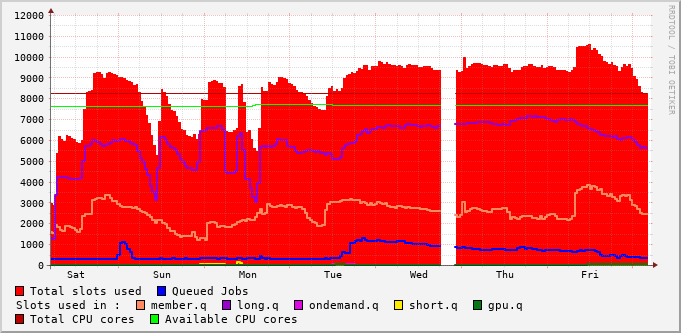 12000
11000
10000
9000
8000
7000
6000
5000
4000
3000
2000
1000
0
Sat Sun Mon Tue Wed Thu Fri
RRDTOOL / TOBI OETIKER
Total slots used Queued Jobs
Slots used in : member.q long.q ondemand.q short.q gpu.q
Total CPU cores Available CPU cores